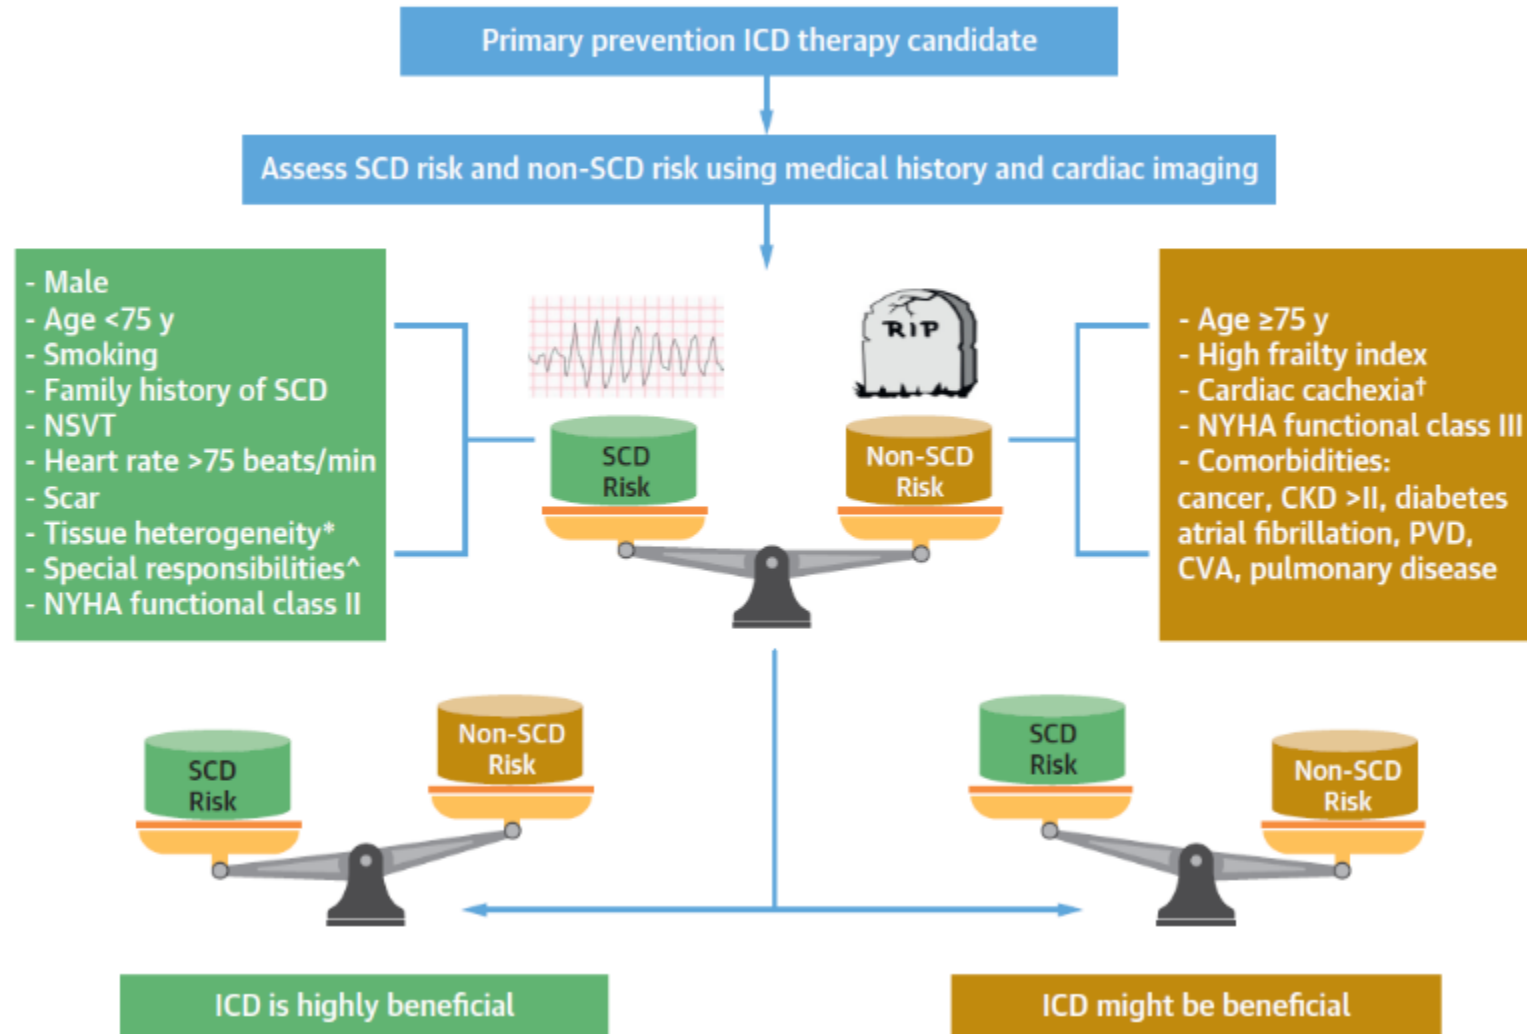 Primary prevention ICD therapy candidate
Assess SCD risk and non-SCD risk using medical history and cardiac imaging
- Male
- Age <75 y
- Smoking
- Family history of SCD
- NSVT
- Heart rate >75 beats/min
- Scar
- Tissue heterogeneity*
- Special responsibilities^
- NYHA functional class II
RIP
SCD
Risk
Non-SCD
Risk
- Age ≥75 y
- High frailty index
- Cardiac cachexia†
- NYHA functional class III
- Comorbidities:
cancer, CKD >II, diabetes
atrial fibrillation, PVD,
CVA, pulmonary disease
SCD
Risk
Non-SCD
Risk
SCD
Risk
Non-SCD
Risk
ICD is highly beneficial
ICD might be beneficial